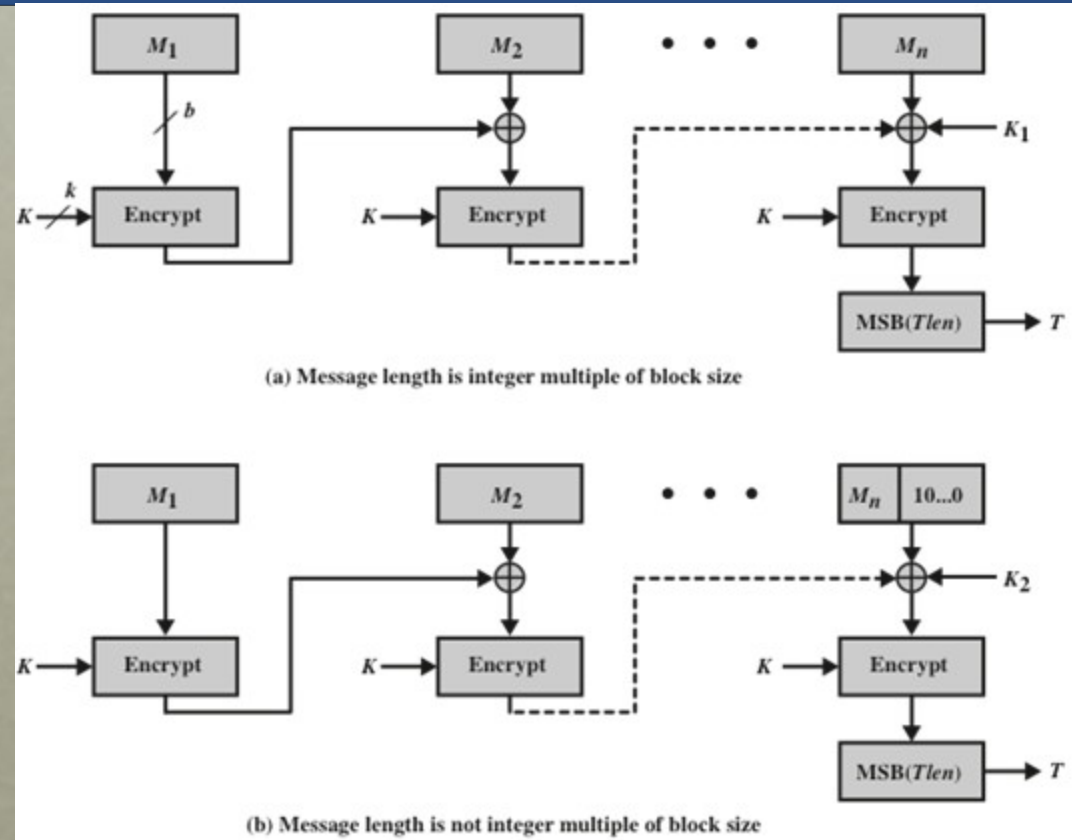 M1 M2 • • • Mn
b
K1
k
K Encrypt K Encrypt K Encrypt
MSB(Tlen) T
(a) Message length is integer multiple of block size
M1 M2 • • • Mn 10...0
K2
K Encrypt K Encrypt K Encrypt
MSB(Tlen) T
(b) Message length is not integer multiple of block size